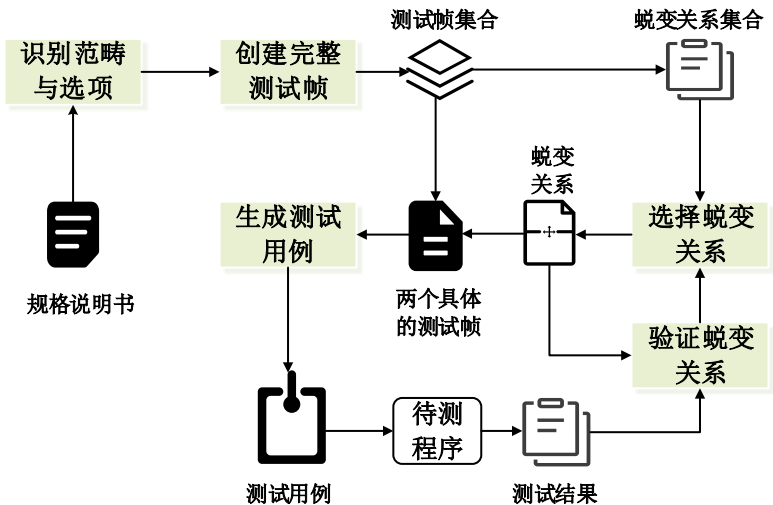 测试帧集合
蜕变关系集合
识别范畴
与选项
创建完整
测试帧
蜕变
关系
生成测试
用例
选择蜕变
关系
规格说明书
两个具体
的测试帧
验证蜕变
关系
待测
程序
测试用例
测试结果